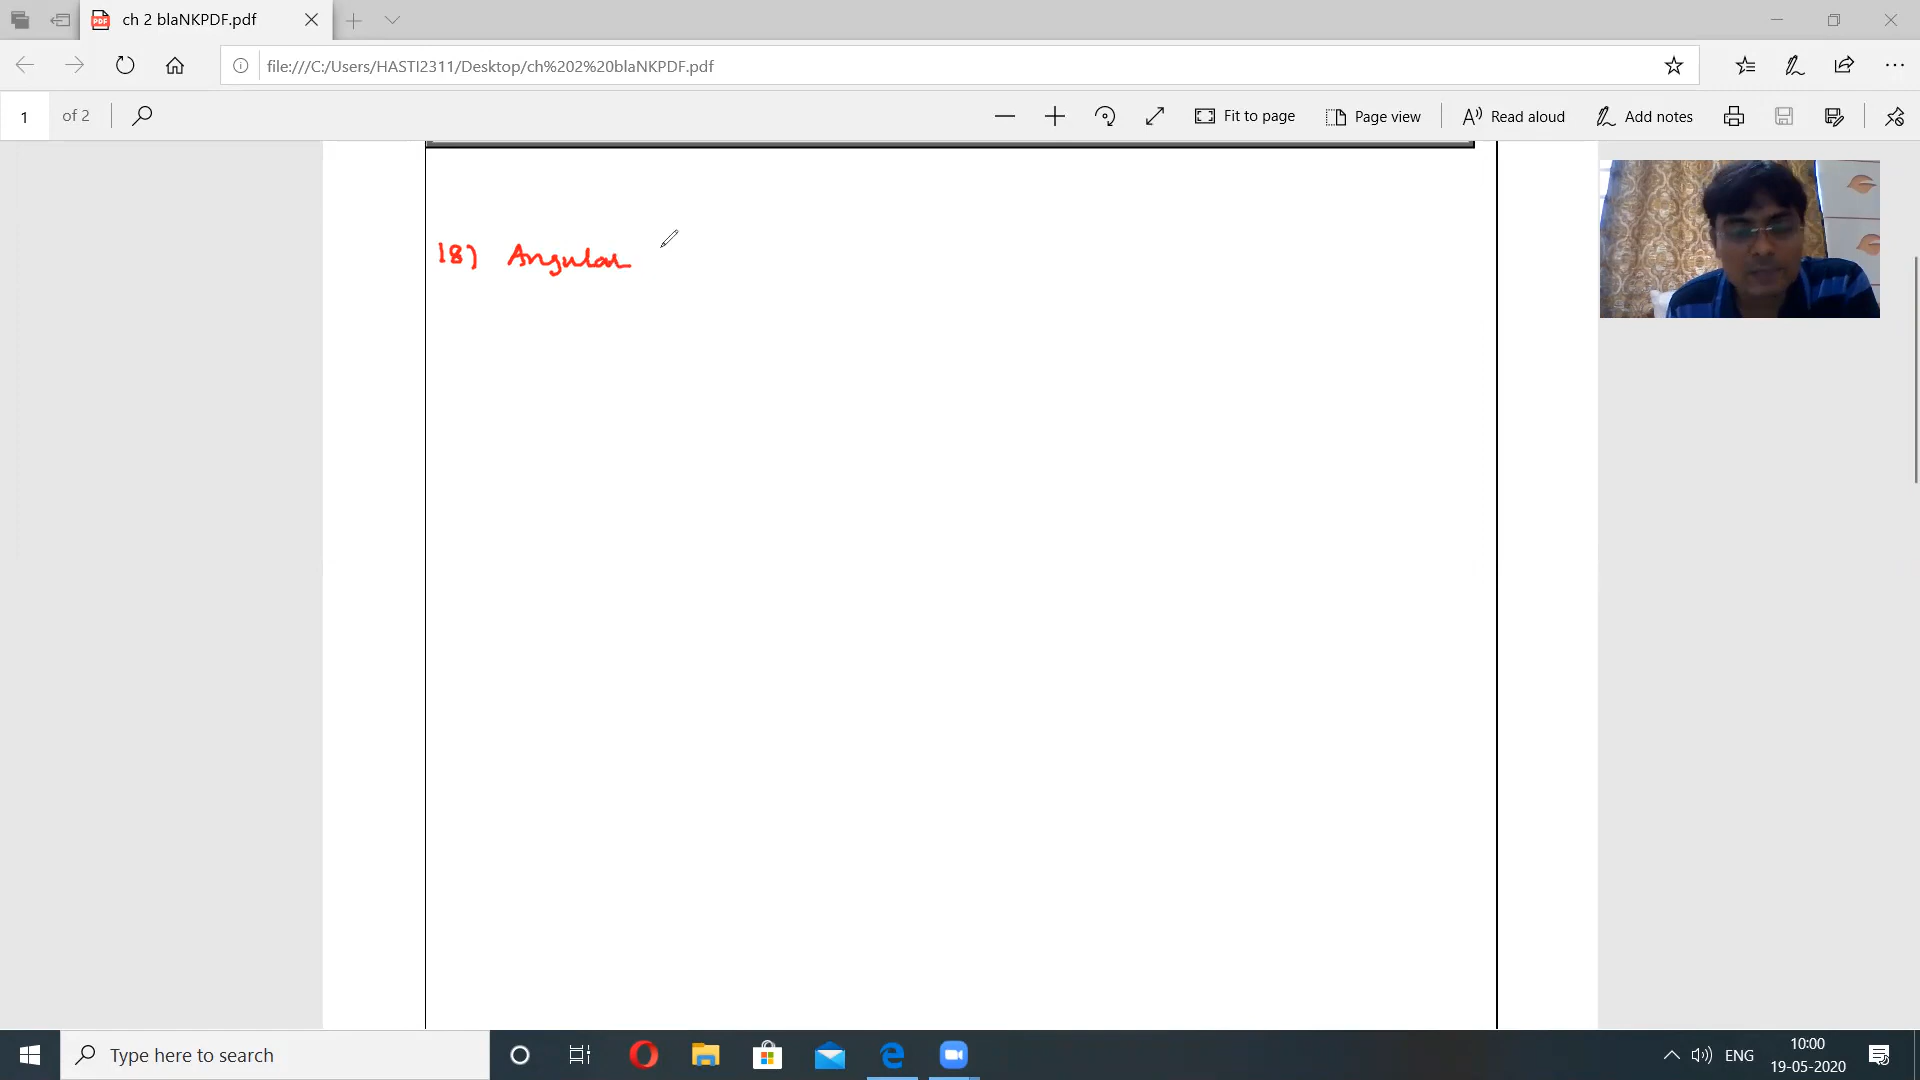 ch 2 blaNKPDF.pdf
file:///C:/Users/HASTI2311/Desktop/ch%202%20blaNKPDF.pdf
1 of 2 Fit to page Page view Read aloud Add notes
18) Angular
Type here to search ENG 10:00
19-05-2020